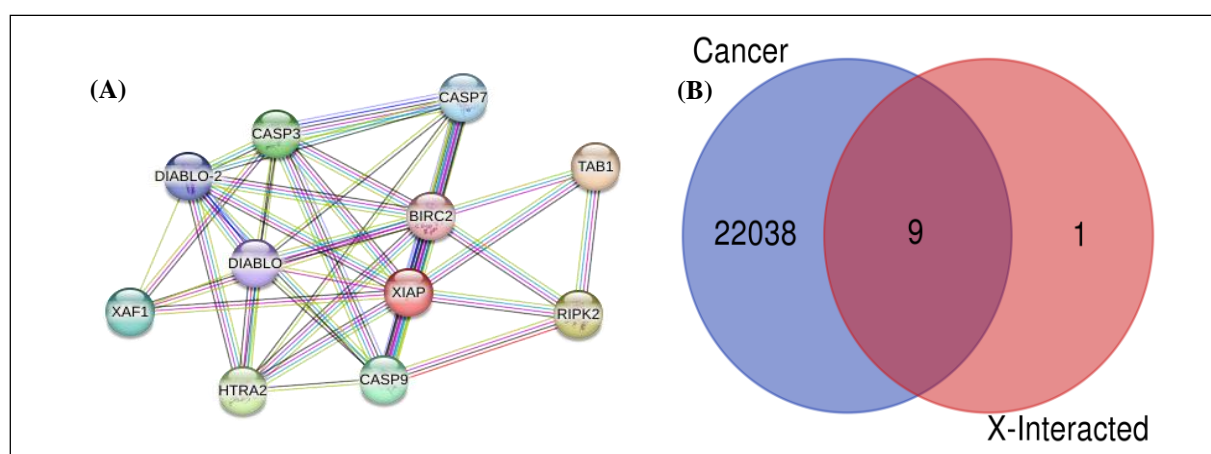 (A)
CASP7
CASP3
TAB1
DIABLO-2
BIRC2
DIABLO
XIAP
XAF1
RIPK2
CASP9
HTRA2
Cancer
(B)
22038
9
1
X-Interacted